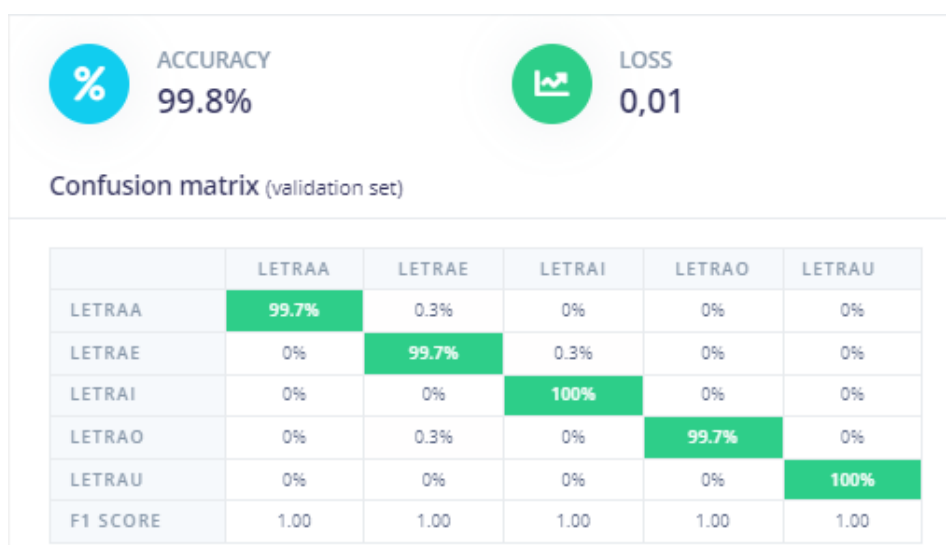 ACCURACY
99.8%
LOSS
0,01
Confusion matrix (validation set)
LETRAA LETRAE LETRAI LETRAO LETRAU
LETRAA 99.7% 0.3% 0% 0% 0%
LETRAE 0% 99.7% 0.3% 0% 0%
LETRAI 0% 0% 100% 0% 0%
LETRAO 0% 0.3% 0% 99.7% 0%
LETRAU 0% 0% 0% 0% 100%
F1 SCORE 1.00 1.00 1.00 1.00 1.00